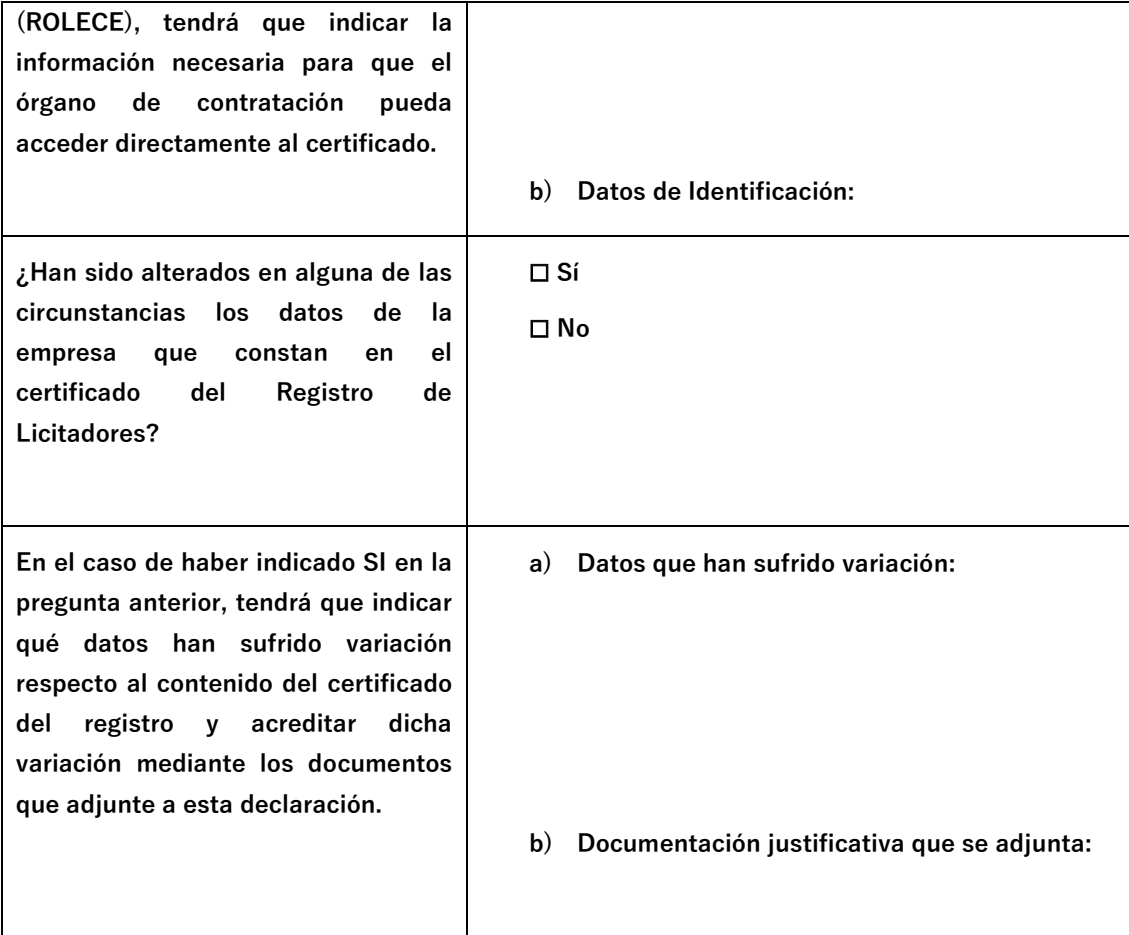 (ROLECE), tendrá que indicar la
información necesaria para que el
órgano de contratación pueda
acceder directamente al certificado.
b) Datos de Identificación:
¿Han sido alterados en alguna de las
circunstancias los datos de la
empresa que constan en el
certificado del Registro de
Licitadores?
☐ Sí
☐ No
En el caso de haber indicado SI en la
pregunta anterior, tendrá que indicar
qué datos han sufrido variación
respecto al contenido del certificado
del registro y acreditar dicha
variación mediante los documentos
que adjunte a esta declaración.
a) Datos que han sufrido variación:
b) Documentación justificativa que se adjunta: